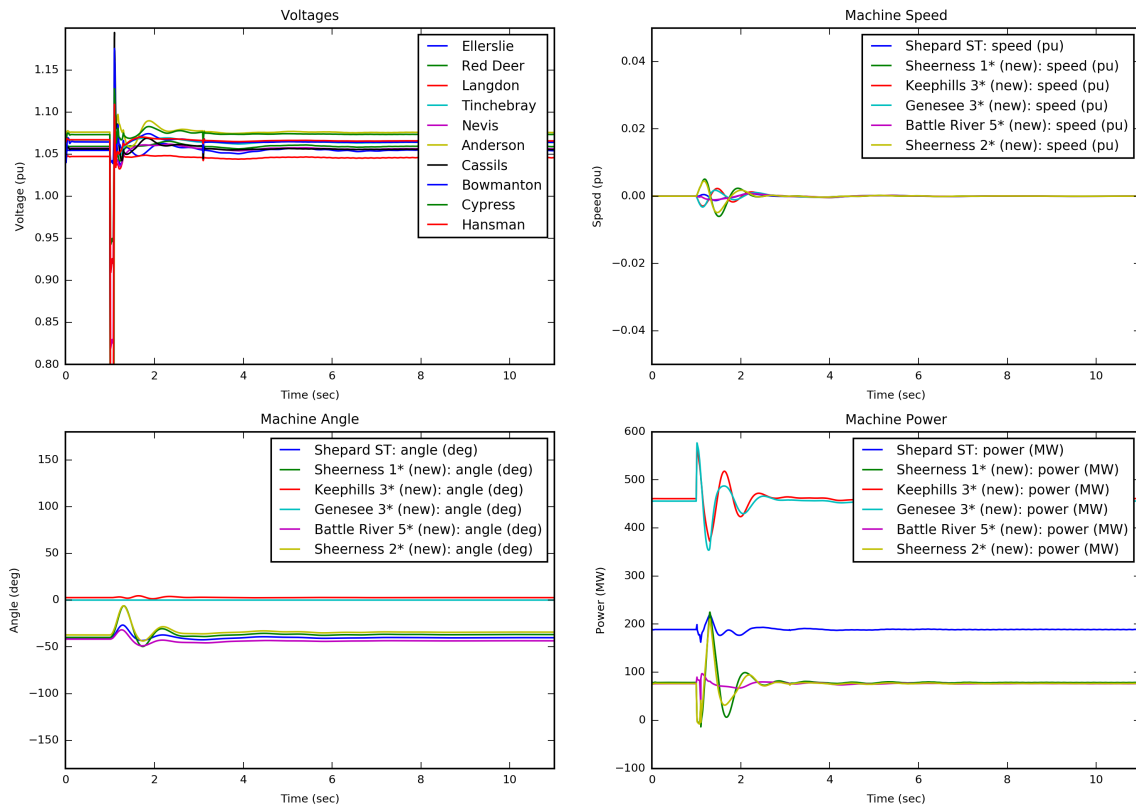 Voltages
1.15
1.10
1.05
1.00
0.95
0.90
0.85
0.80
Voltage (pu)
0 2 4 6 8 10
Time (sec)
Ellerslie
Red Deer
Langdon
Tinchebray
Nevis
Anderson
Cassils
Bowmanton
Cypress
Hansman
Machine Speed
0.04
0.02
0.00
−0.02
−0.04
Speed (pu)
0 2 4 6 8 10
Time (sec)
Shepard ST: speed (pu)
Sheerness 1* (new): speed (pu)
Keephills 3* (new): speed (pu)
Genesee 3* (new): speed (pu)
Battle River 5* (new): speed (pu)
Sheerness 2* (new): speed (pu)
Machine Angle
150
100
50
0
−50
−100
−150
Angle (deg)
0 2 4 6 8 10
Time (sec)
Shepard ST: angle (deg)
Sheerness 1* (new): angle (deg)
Keephills 3* (new): angle (deg)
Genesee 3* (new): angle (deg)
Battle River 5* (new): angle (deg)
Sheerness 2* (new): angle (deg)
Machine Power
600
500
400
300
200
100
0
−100
Power (MW)
0 2 4 6 8 10
Time (sec)
Shepard ST: power (MW)
Sheerness 1* (new): power (MW)
Keephills 3* (new): power (MW)
Genesee 3* (new): power (MW)
Battle River 5* (new): power (MW)
Sheerness 2* (new): power (MW)